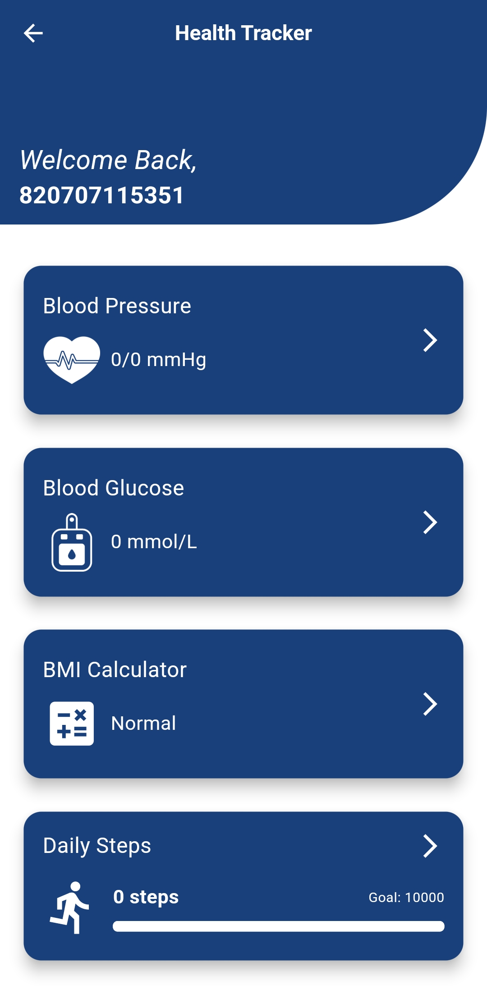 Health Tracker
Welcome Back,
820707115351
Blood Pressure
0/0 mmHg
Blood Glucose
0 mmol/L
BMI Calculator
Normal
Daily Steps
0 steps
Goal: 10000